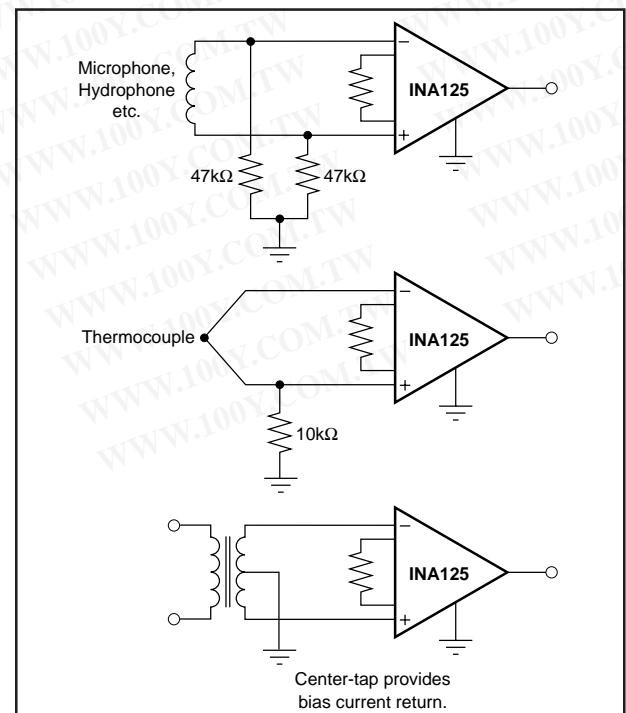 WWW.100Y.COM.TW
Microphone,
Hydrophone
etc.
–
INA125
+
47kΩ
47kΩ
Thermocouple
–
INA125
+
10kΩ
–
INA125
+
Center-tap provides
bias current return.